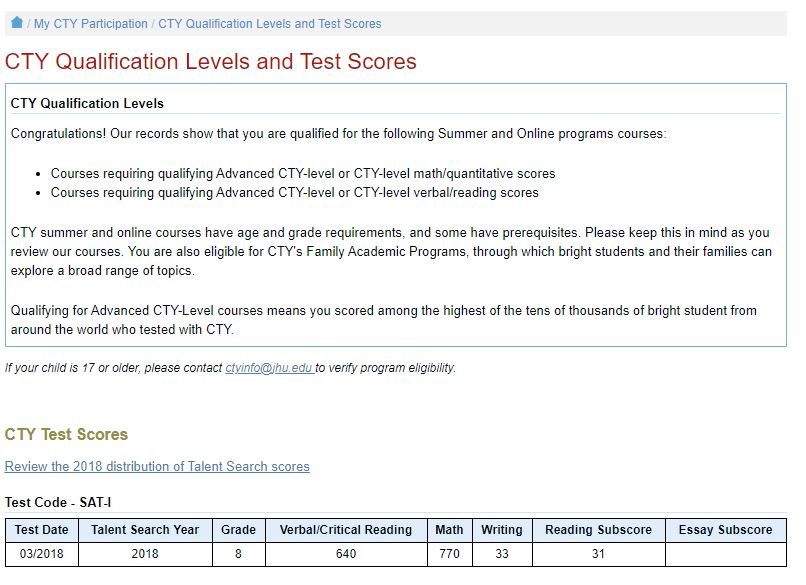 / My CTY Participation / CTY Qualification Levels and Test Scores
CTY Qualification Levels and Test Scores
CTY Qualification Levels
Congratulations! Our records show that you are qualified for the following Summer and Online programs courses:
• Courses requiring qualifying Advanced CTY-level or CTY-level math/quantitative scores
• Courses requiring qualifying Advanced CTY-level or CTY-level verbal/reading scores
CTY summer and online courses have age and grade requirements, and some have prerequisites. Please keep this in mind as you
review our courses. You are also eligible for CTY's Family Academic Programs, through which bright students and their families can
explore a broad range of topics.
Qualifying for Advanced CTY-Level courses means you scored among the highest of the tens of thousands of bright student from
around the world who tested with CTY.
If your child is 17 or older, please contact ctyinfo@jhu.edu to verify program eligibility.
CTY Test Scores
Review the 2018 distribution of Talent Search scores
Test Code - SAT-I
Test Date Talent Search Year Grade Verbal/Critical Reading Math Writing Reading Subscore Essay Subscore
03/2018 2018 8 640 770 33 31